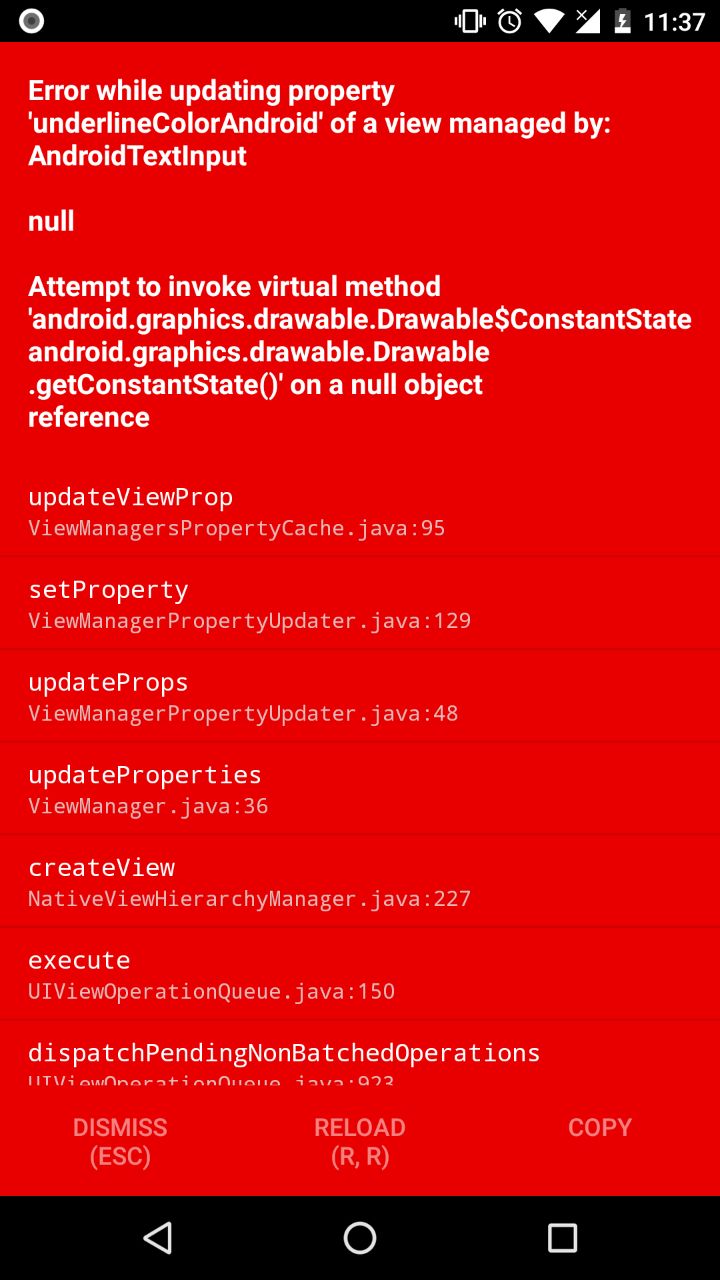 11:37
Error while updating property
'underlineColorAndroid' of a view managed by:
AndroidTextInput
null
Attempt to invoke virtual method
'android.graphics.drawable.Drawable$ConstantState
android.graphics.drawable.Drawable
.getConstantState()' on a null object
reference
updateViewProp
ViewManagersPropertyCache.java:95
setProperty
ViewManagerPropertyUpdater.java:129
updateProps
ViewManagerPropertyUpdater.java:48
updateProperties
ViewManager.java:36
createView
NativeViewHierarchyManager.java:227
execute
UIViewOperationQueue.java:150
dispatchPendingNonBatchedOperations
UIViewOperationQueue.java:923
DISMISS
(ESC)
RELOAD
(R, R)
COPY